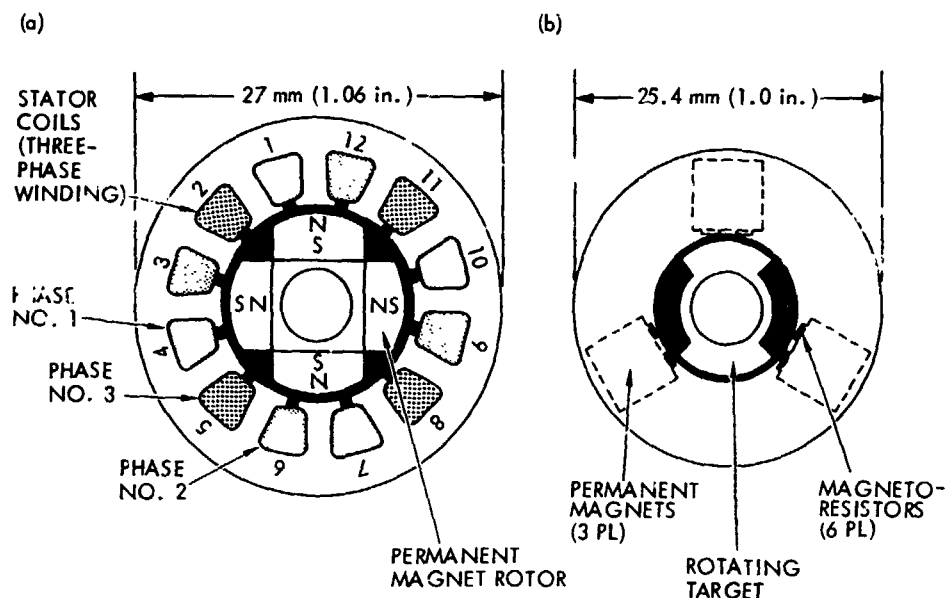 (a)
27 mm (1.06 in.)
STATOR
COILS
(THREE-
PHASE
WINDING)
1
12
2
11
3
10
4
9
5
8
6
7
N
S
S N
N S
S
N
NO. 1
PHASE
NO. 3
PHASE
NO. 2
PERMANENT
MAGNET ROTOR
(b)
25.4 mm (1.0 in.)
PERMANENT
MAGNETS
(3 PL)
MAGNETO-
RESISTORS
(6 PL)
ROTATING
TARGET